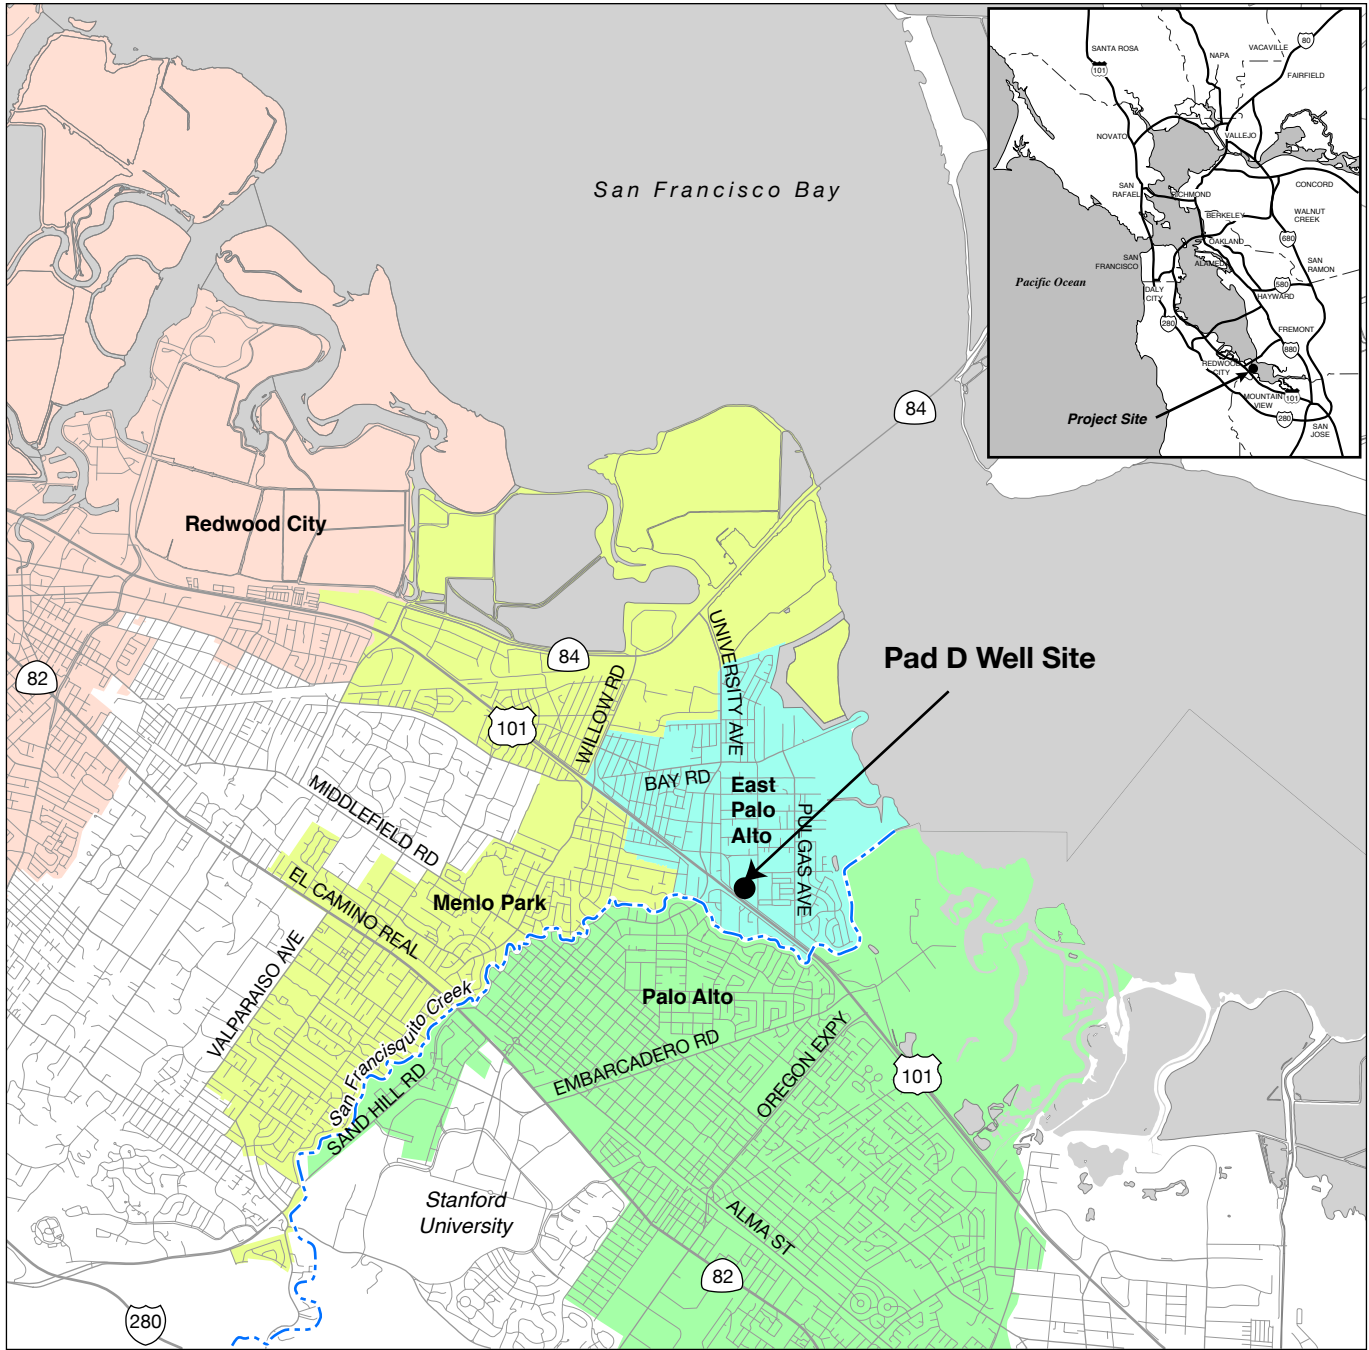 San Francisco Bay
84
Redwood City
84
82
101
WILLOW RD
UNIVERSITY AVE
Pad D Well Site
BAY RD
East
Palo
Alto
PULGAS AVE
MIDDLEFIELD RD
EL CAMINO REAL
Menlo Park
VALPARAISO AVE
San Francisquito Creek
SAND HILL RD
Palo Alto
EMBARCADERO RD
OREGON EXPY
101
Stanford
University
ALMA ST
82
280
SANTA ROSA
101
NAPA
VACAVILLE
80
FAIRFIELD
NOVATO
VALLEJO
SAN
RAFAEL
RICHMOND
CONCORD
BERKELEY
WALNUT
CREEK
OAKLAND
680
SAN
FRANCISCO
ALAMEDA
SAN
RAMON
Pacific Ocean
DALY
CITY
580
HAYWARD
280
FREMONT
880
REDWOOD
CITY
MOUNTAIN
VIEW
101
280
Project Site
SAN
JOSE